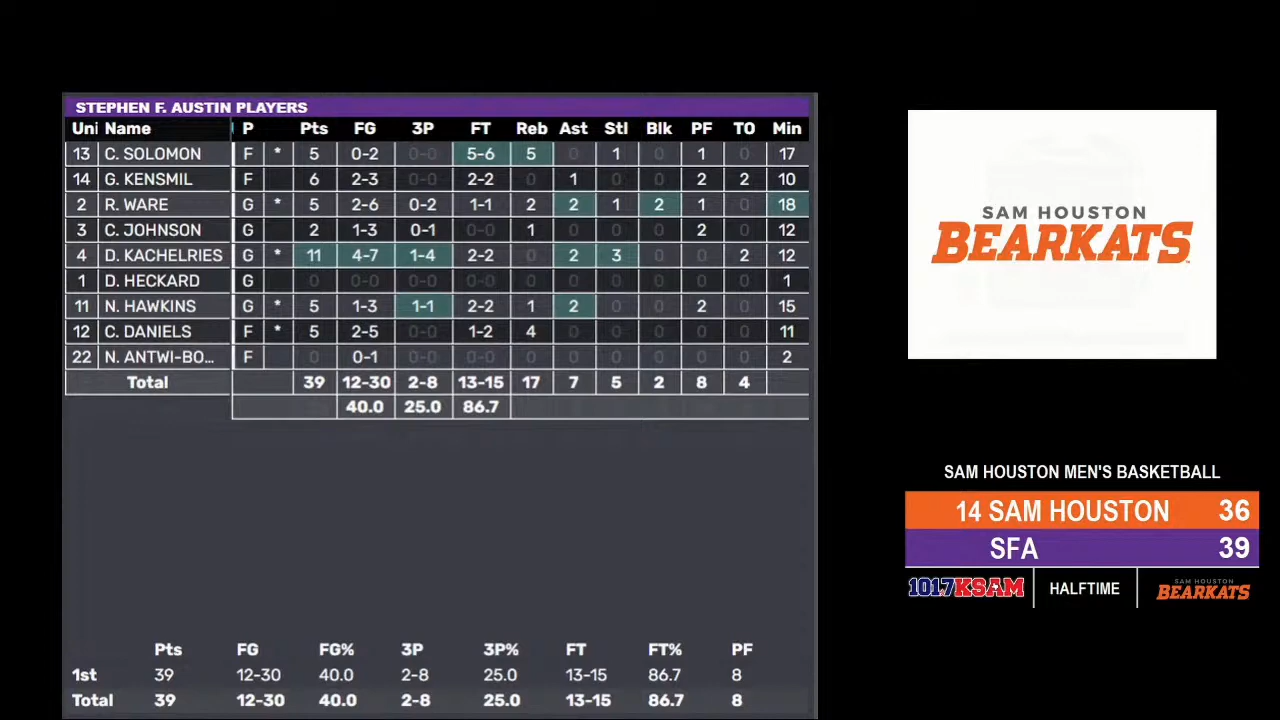 STEPHEN F. AUSTIN PLAYERS
Uni Name P Pts FG 3P FT Reb Ast Stl Blk PF TO Min
13 C. SOLOMON F * 5 0-2 0-0 5-6 5 0 1 0 1 0 17
14 G. KENSMIL F 6 2-3 0-0 2-2 0 1 0 0 2 2 10
2 R. WARE G * 5 2-6 0-2 1-1 2 2 1 2 1 0 18
3 C. JOHNSON G 2 1-3 0-1 0-0 1 0 0 0 2 0 12
4 D. KACHELRIES G * 11 4-7 1-4 2-2 0 2 3 0 0 2 12
1 D. HECKARD G 0 0-0 0-0 0-0 0 0 0 0 0 0 1
11 N. HAWKINS G * 5 1-3 1-1 2-2 1 2 0 0 2 0 15
12 C. DANIELS F * 5 2-5 0-0 1-2 4 0 0 0 0 0 11
22 N. ANTWI-BO... F 0 0-1 0-0 0-0 0 0 0 0 0 0 2
Total 39 12-30 2-8 13-15 17 7 5 2 8 4
40.0 25.0 86.7
Pts FG FG% 3P 3P% FT FT% PF
1st 39 12-30 40.0 2-8 25.0 13-15 86.7 8
Total 39 12-30 40.0 2-8 25.0 13-15 86.7 8
SAM HOUSTON
BEARKATS
SAM HOUSTON MEN'S BASKETBALL
14 SAM HOUSTON 36
SFA 39
101.7 KSAM HALFTIME SAM HOUSTON BEARKATS